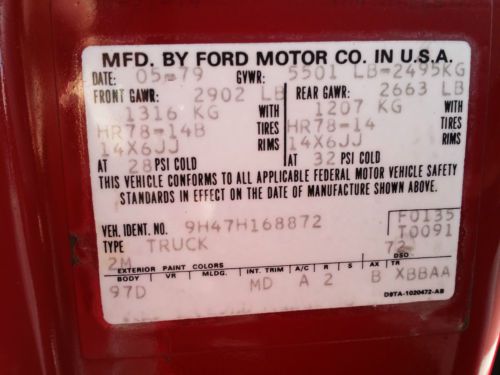 MFD. BY FORD MOTOR CO. IN U.S.A.
DATE: 05-79 GVWR: 5501 LB-2495KG
FRONT GAWR: 2902 LB REAR GAWR: 2663 LB
1316 KG WITH 1207 KG WITH
HR78-14B TIRES HR78-14 TIRES
14X6JJ RIMS 14X6JJ RIMS
AT 28 PSI COLD AT 32 PSI COLD
THIS VEHICLE CONFORMS TO ALL APPLICABLE FEDERAL MOTOR VEHICLE SAFETY
STANDARDS IN EFFECT ON THE DATE OF MANUFACTURE SHOWN ABOVE.
VEH. IDENT. NO. 9H47H168872 F0135
TYPE TRUCK T0091
2M 72
EXTERIOR PAINT COLORS DSO
BODY VR MLDG. INT. TRIM A/C R S AX TR
97D MD A 2 B XBBAA
D8TA-1020472-AB